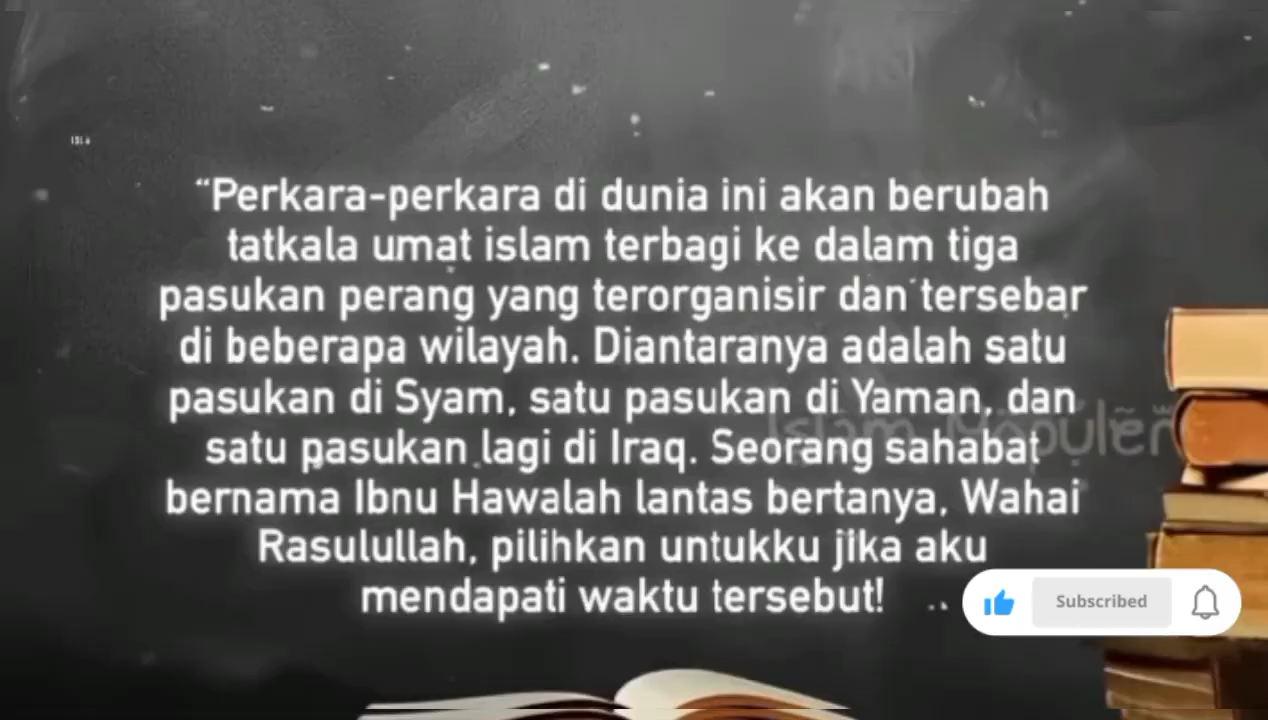 “Perkara-perkara di dunia ini akan berubah
tatkala umat islam terbagi ke dalam tiga
pasukan perang yang terorganisir dan tersebar
di beberapa wilayah. Diantaranya adalah satu
pasukan di Syam, satu pasukan di Yaman, dan
satu pasukan lagi di Iraq. Seorang sahabat
bernama Ibnu Hawalah lantas bertanya, Wahai
Rasulullah, pilihkan untukku jika aku
mendapati waktu tersebut!
Islam Populer
Subscribed